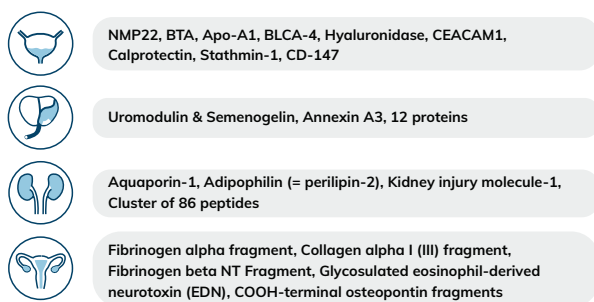 NMP22, BTA, Apo-A1, BLCA-4, Hyaluronidase, CEACAM1,
Calprotectin, Stathmin-1, CD-147
Uromodulin & Semenogelin, Annexin A3, 12 proteins
Aquaporin-1, Adipophilin (= perilipin-2), Kidney injury molecule-1,
Cluster of 86 peptides
Fibrinogen alpha fragment, Collagen alpha I (III) fragment,
Fibrinogen beta NT Fragment, Glycosulated eosinophil-derived
neurotoxin (EDN), COOH-terminal osteopontin fragments